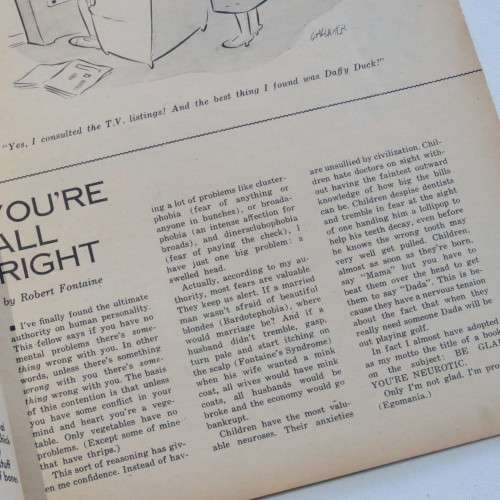 "Yes, I consulted the T.V. listings! And the best thing I found was Daffy Duck!"
YOU'RE
ALL
RIGHT
by Robert Fontaine
■ I've finally found the ultimate
authority on human personality.
This fellow says if you have no
mental problems there's some-
thing wrong with you. In other
words, unless there's something
wrong with you there's some-
thing wrong with you. The basis
of this contention is that unless
you have some conflict in your
mind and heart you're a vege-
table. Only vegetables have no
problems. (Except some of mine
that have thrips.)
This sort of reasoning has giv-
en me confidence. Instead of hav-
ing a lot of problems like cluster-
phobia (fear of anything or
anyone in bunches), or broada-
phobia (an intense affection for
broads), and dinersclubophobia
(fear of paying the check), I
have just one big problem: a
swelled head.
Actually, according to my au-
thority, most fears are valuable.
They keep us alert. If a married
man wasn't afraid of beautiful
blondes (Bardotephobia), where
would marriage be? And if a
husband didn't tremble, gasp,
turn pale and start itching on
the scalp (Fontaine's Syndrome)
when his wife wanted a mink
coat, all wives would have mink
coats, all husbands would be
broke and the economy would go
bankrupt.
Children have the most valu-
able neuroses. Their anxieties
are unsullied by civilization. Chil-
dren hate doctors on sight with-
out having the faintest outward
knowledge of how big the bills
can be. Children despise dentists
and tremble in fear at the sight
of one handing him a lollipop to
help his teeth decay, even before
he knows the wrong tooth may
very well get pulled. Children,
almost as soon as they're born,
say "Mama" but you have to
beat them over the head to get
them to say "Dada". This is be-
cause they have a neurous tension
about the fact that when they
really need someone Dada will be
out playing golf.
In fact, I almost have adopted
as my motto the title of a book
on the subject: BE GLA
YOU'RE NEUROTIC.
Only I'm not glad. I'm pro
(Egomania.)